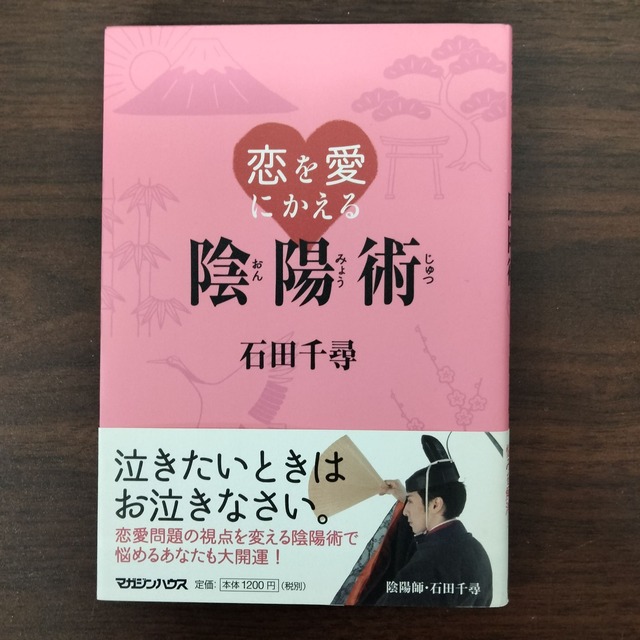 恋を愛
にかえる
陰陽術
おん みょう じゅつ
石田千尋
泣きたいときは
お泣きなさい。
恋愛問題の視点を変える陰陽術で
悩めるあなたも大開運！
マガジンハウス 定価：本体1200円（税別）
陰陽師・石田千尋